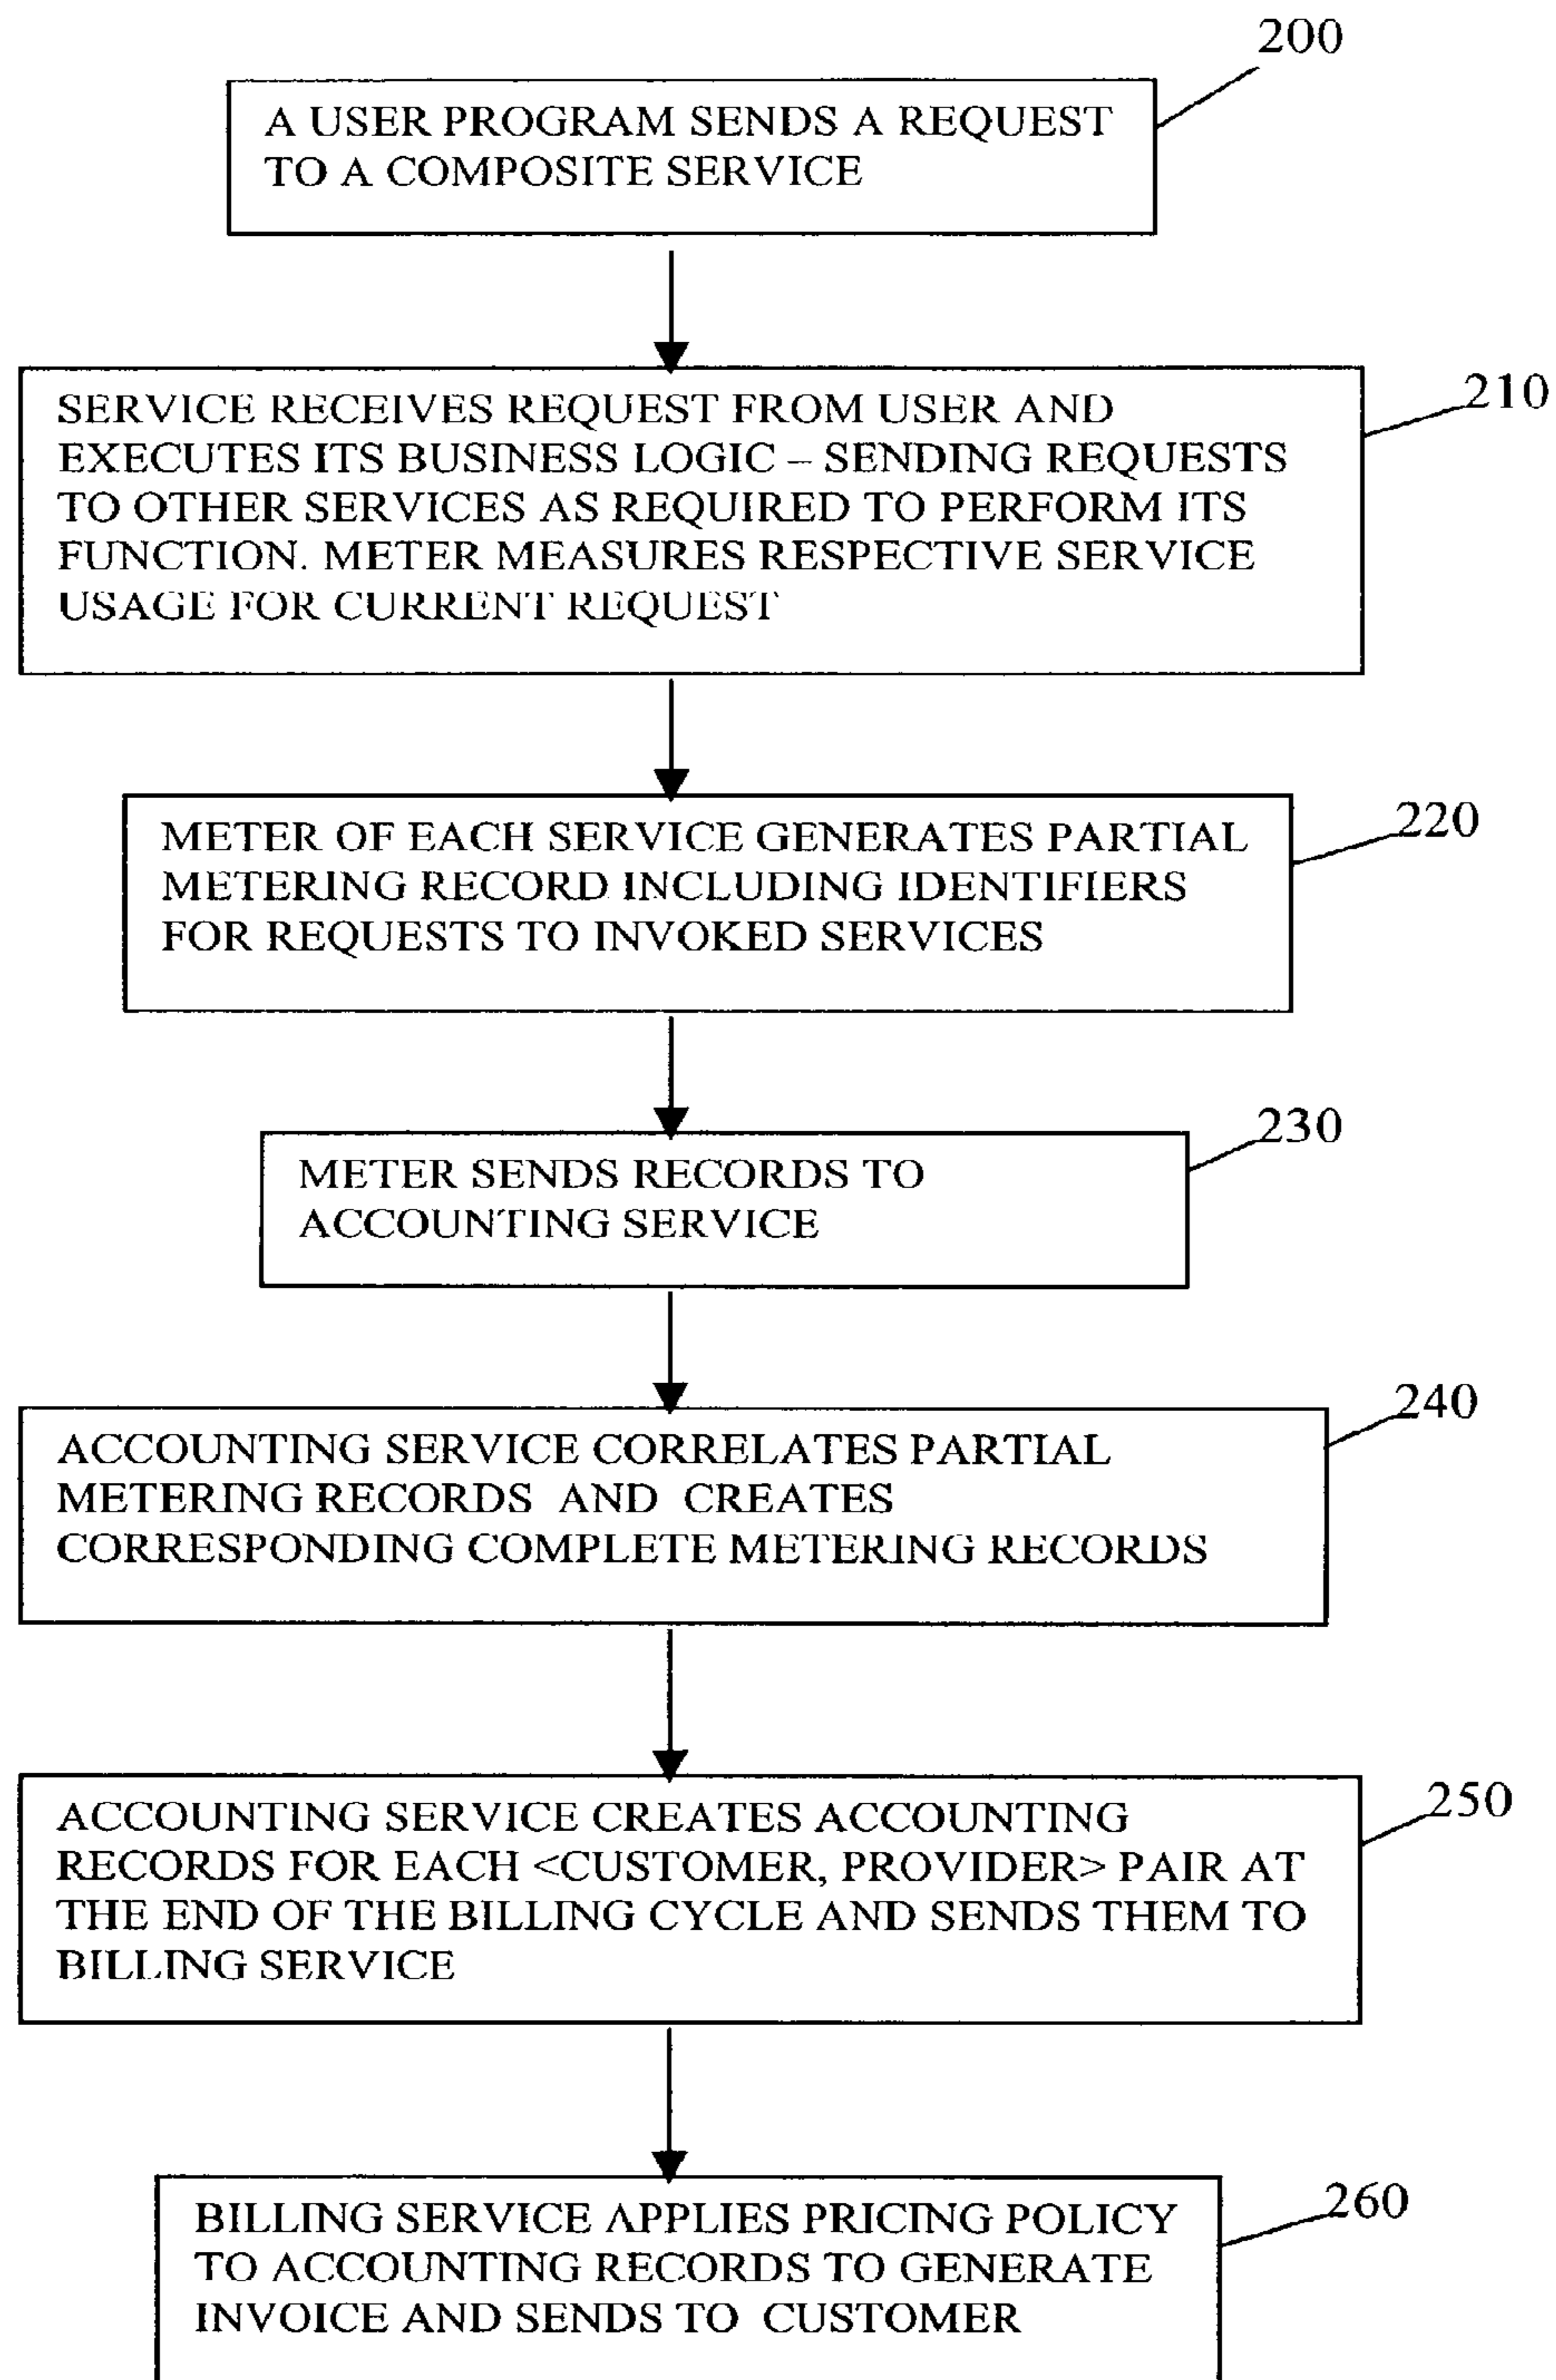 200
A USER PROGRAM SENDS A REQUEST
TO A COMPOSITE SERVICE
210
SERVICE RECEIVES REQUEST FROM USER AND
EXECUTES ITS BUSINESS LOGIC – SENDING REQUESTS
TO OTHER SERVICES AS REQUIRED TO PERFORM ITS
FUNCTION. METER MEASURES RESPECTIVE SERVICE
USAGE FOR CURRENT REQUEST
220
METER OF EACH SERVICE GENERATES PARTIAL
METERING RECORD INCLUDING IDENTIFIERS
FOR REQUESTS TO INVOKED SERVICES
230
METER SENDS RECORDS TO
ACCOUNTING SERVICE
240
ACCOUNTING SERVICE CORRELATES PARTIAL
METERING RECORDS AND CREATES
CORRESPONDING COMPLETE METERING RECORDS
250
ACCOUNTING SERVICE CREATES ACCOUNTING
RECORDS FOR EACH <CUSTOMER, PROVIDER> PAIR AT
THE END OF THE BILLING CYCLE AND SENDS THEM TO
BILLING SERVICE
260
BILLING SERVICE APPLIES PRICING POLICY
TO ACCOUNTING RECORDS TO GENERATE
INVOICE AND SENDS TO CUSTOMER